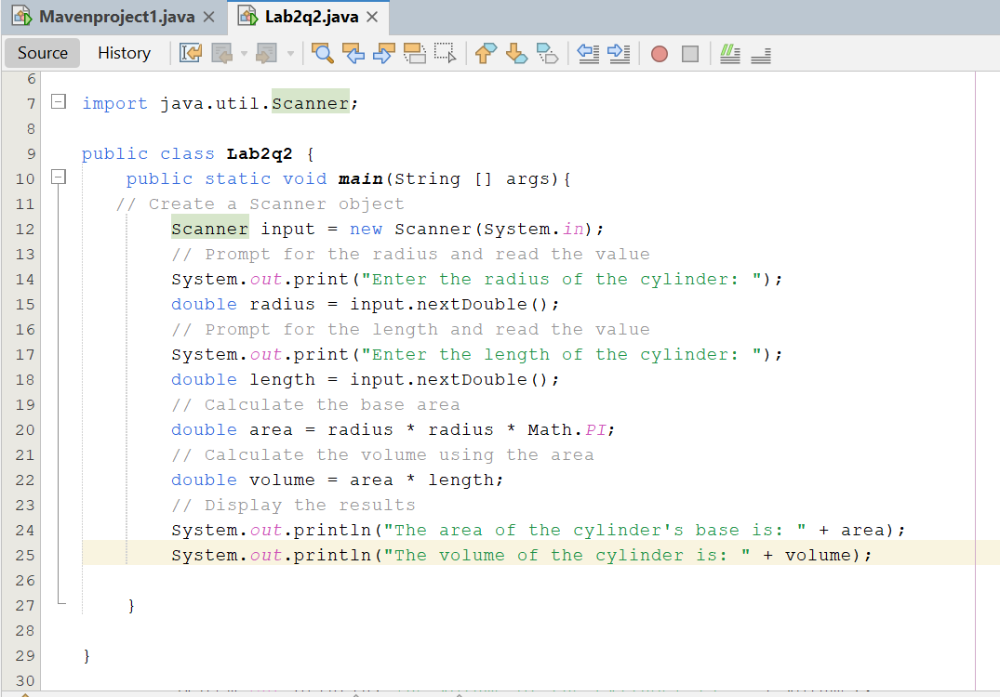 Mavenproject1.java
Lab2q2.java
Source History
6
7 import java.util.Scanner;
8
9 public class Lab2q2 {
10 public static void main(String [] args){
11 // Create a Scanner object
12 Scanner input = new Scanner(System.in);
13 // Prompt for the radius and read the value
14 System.out.print("Enter the radius of the cylinder: ");
15 double radius = input.nextDouble();
16 // Prompt for the length and read the value
17 System.out.print("Enter the length of the cylinder: ");
18 double length = input.nextDouble();
19 // Calculate the base area
20 double area = radius * radius * Math.PI;
21 // Calculate the volume using the area
22 double volume = area * length;
23 // Display the results
24 System.out.println("The area of the cylinder's base is: " + area);
25 System.out.println("The volume of the cylinder is: " + volume);
26
27 }
28
29 }
30